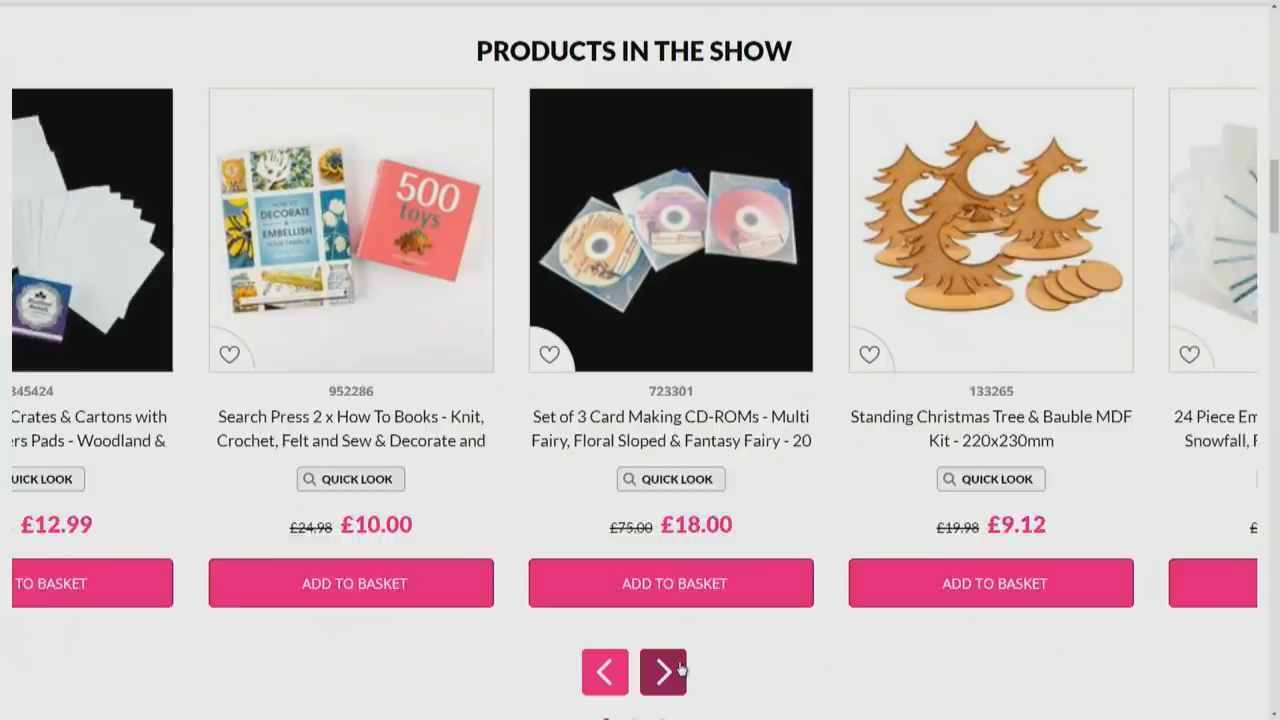 PRODUCTS IN THE SHOW
HOW TO
DECORATE
EMBELLISH
YOUR FABRIC
500
toys
345424
Crates & Cartons with
rs Pads - Woodland &
UICK LOOK
£12.99
TO BASKET
952286
Search Press 2 x How To Books - Knit,
Crochet, Felt and Sew & Decorate and
QUICK LOOK
£24.98 £10.00
ADD TO BASKET
723301
Set of 3 Card Making CD-ROMs - Multi
Fairy, Floral Sloped & Fantasy Fairy - 20
QUICK LOOK
£75.00 £18.00
ADD TO BASKET
133265
Standing Christmas Tree & Bauble MDF
Kit - 220x230mm
QUICK LOOK
£19.98 £9.12
ADD TO BASKET
24 Piece Em
Snowfall, F
£